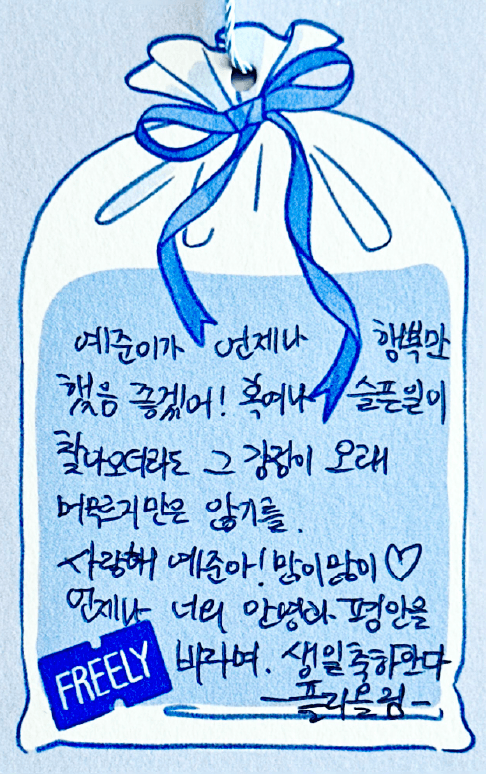 예준이가 언제나 행복만
했음 좋겠어! 혹여나 슬픈일이
찾아오더라도 그 감정이 오래
머무르지만은 않기를.
사랑해 예준아! 많이많이♡
언제나 너의 안녕과 평안을
바라며. 생일축하한다
FREELY
-플리올림-